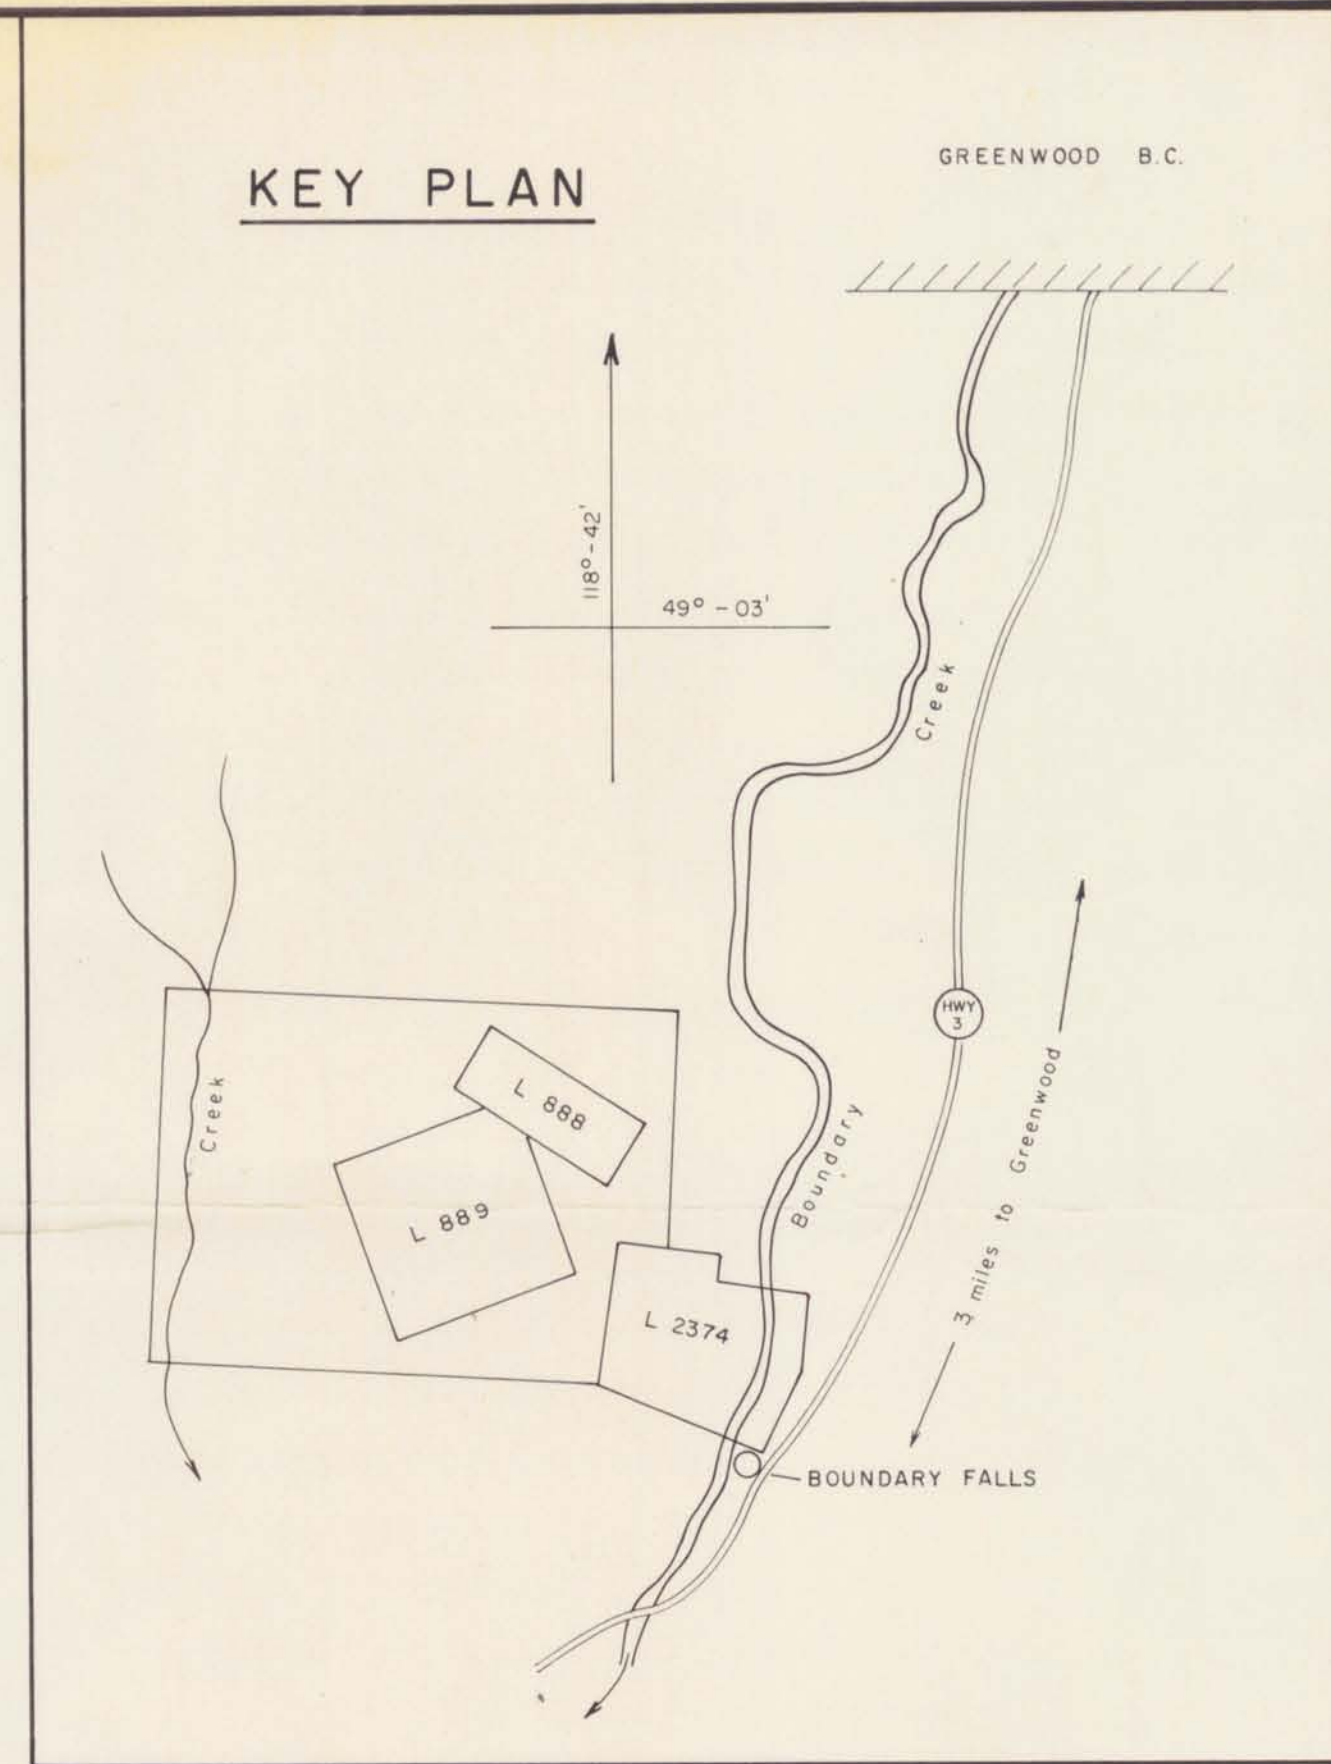 KEY PLAN
GREENWOOD B.C.
118° - 42'
49° - 03'
Creek
HWY
3
Creek
L 888
Boundary
3 miles to Greenwood
L 889
L 2374
BOUNDARY FALLS